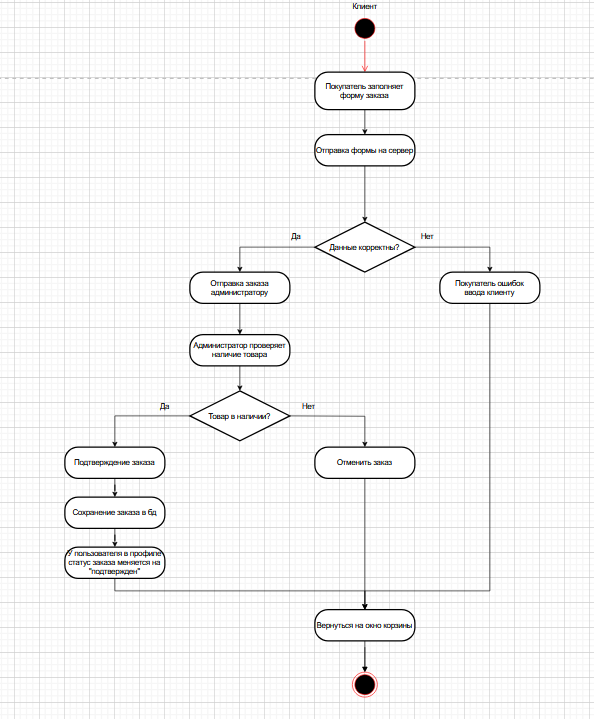 Клиент
Покупатель заполняет
форму заказа
Отправка формы на сервер
Да
Данные корректны?
Нет
Отправка заказа
администратору
Покупатель ошибок
ввода клиенту
Администратор проверяет
наличие товара
Да
Товар в наличии?
Нет
Подтверждение заказа
Отменить заказ
Сохранение заказа в бд
У пользователя в профиле
статус заказа меняется на
"подтвержден"
Вернуться на окно корзины